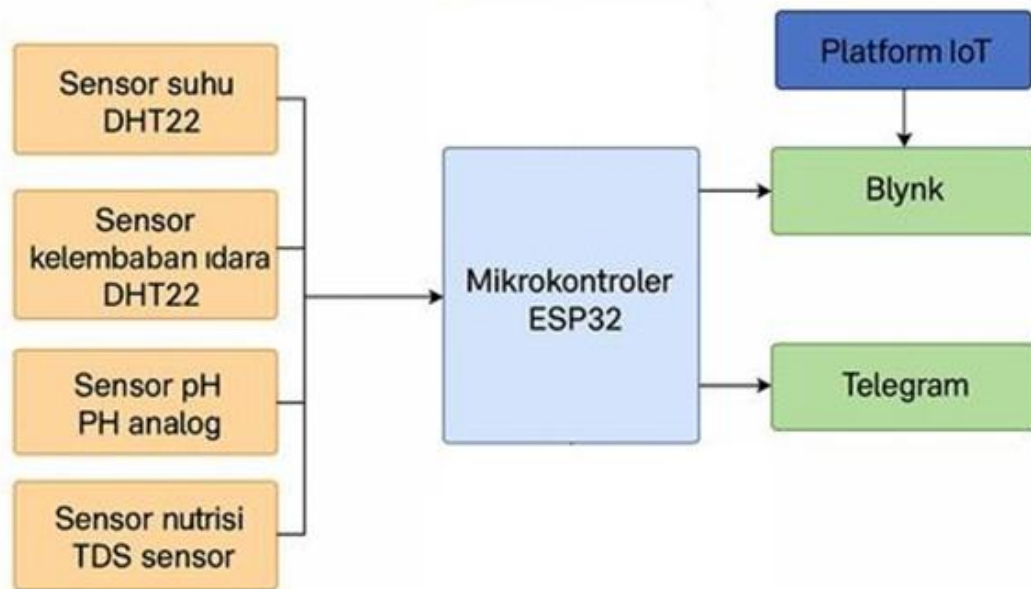 Sensor suhu
DHT22
Sensor
kelembaban ıdara
DHT22
Sensor pH
PH analog
Sensor nutrisi
TDS sensor
Mikrokontroler
ESP32
Platform IoT
Blynk
Telegram